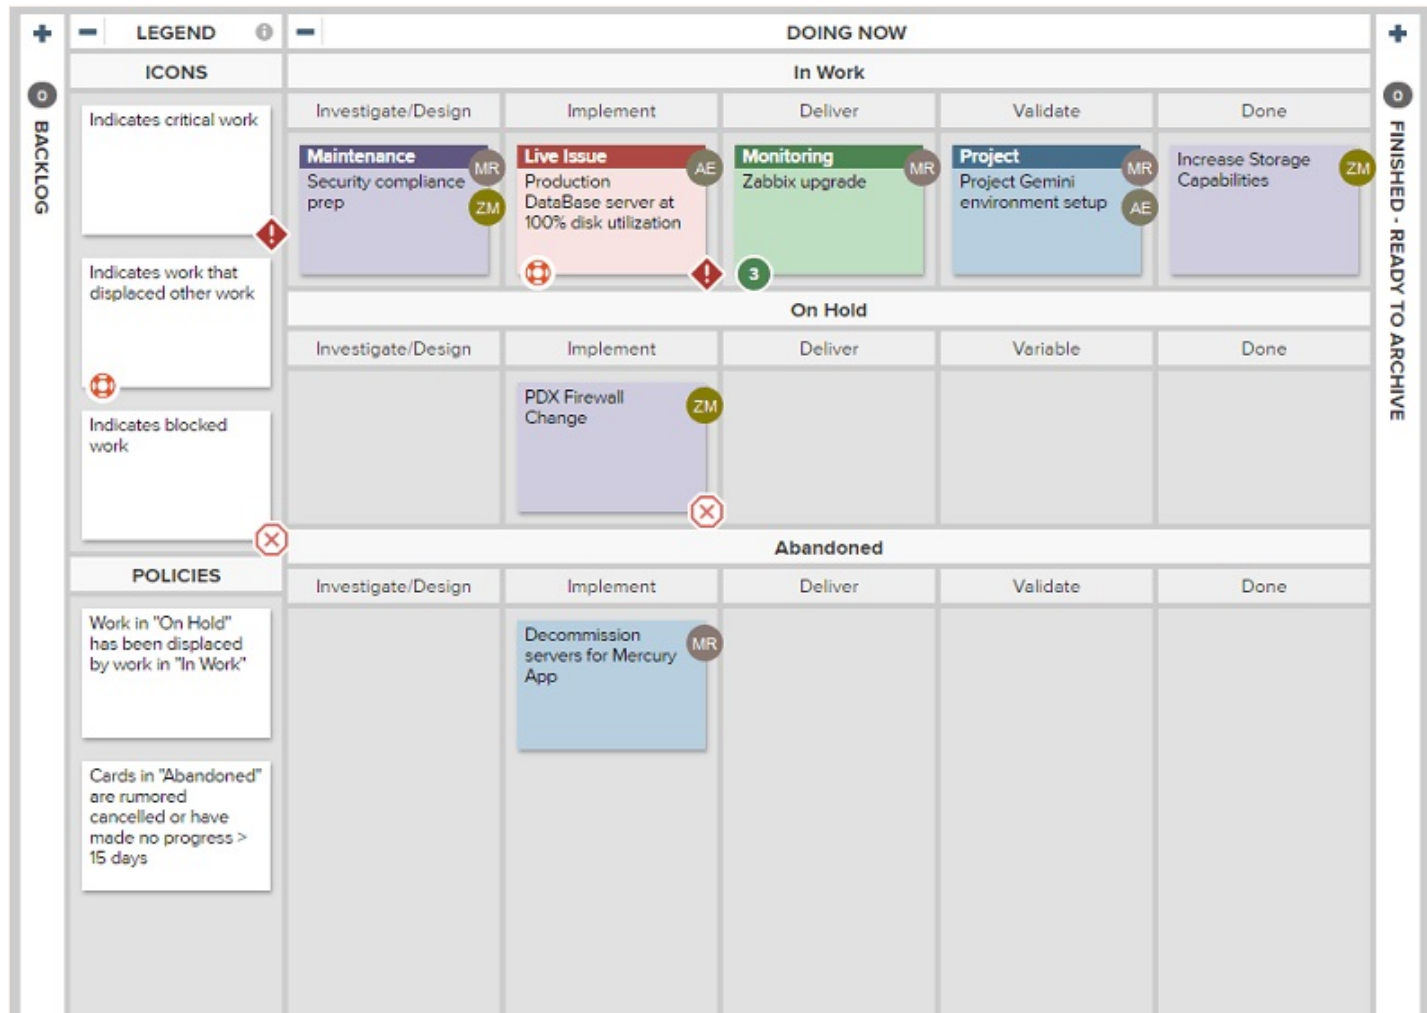 LEGEND
DOING NOW
0 BACKLOG
ICONS
Indicates critical work
Indicates work that
displaced other work
Indicates blocked
work
POLICIES
Work in "On Hold"
has been displaced
by work in "In Work"
Cards in "Abandoned"
are rumored
cancelled or have
made no progress >
15 days
In Work
Investigate/Design
Implement
Deliver
Validate
Done
Maintenance
Security compliance
prep
MR
ZM
Live Issue
Production
DataBase server at
100% disk utilization
AE
Monitoring
Zabbix upgrade
MR
3
Project
Project Gemini
environment setup
MR
AE
Increase Storage
Capabilities
ZM
On Hold
Investigate/Design
Implement
Deliver
Variable
Done
PDX Firewall
Change
ZM
Abandoned
Investigate/Design
Implement
Deliver
Validate
Done
Decommission
servers for Mercury
App
MR
0 FINISHED - READY TO ARCHIVE